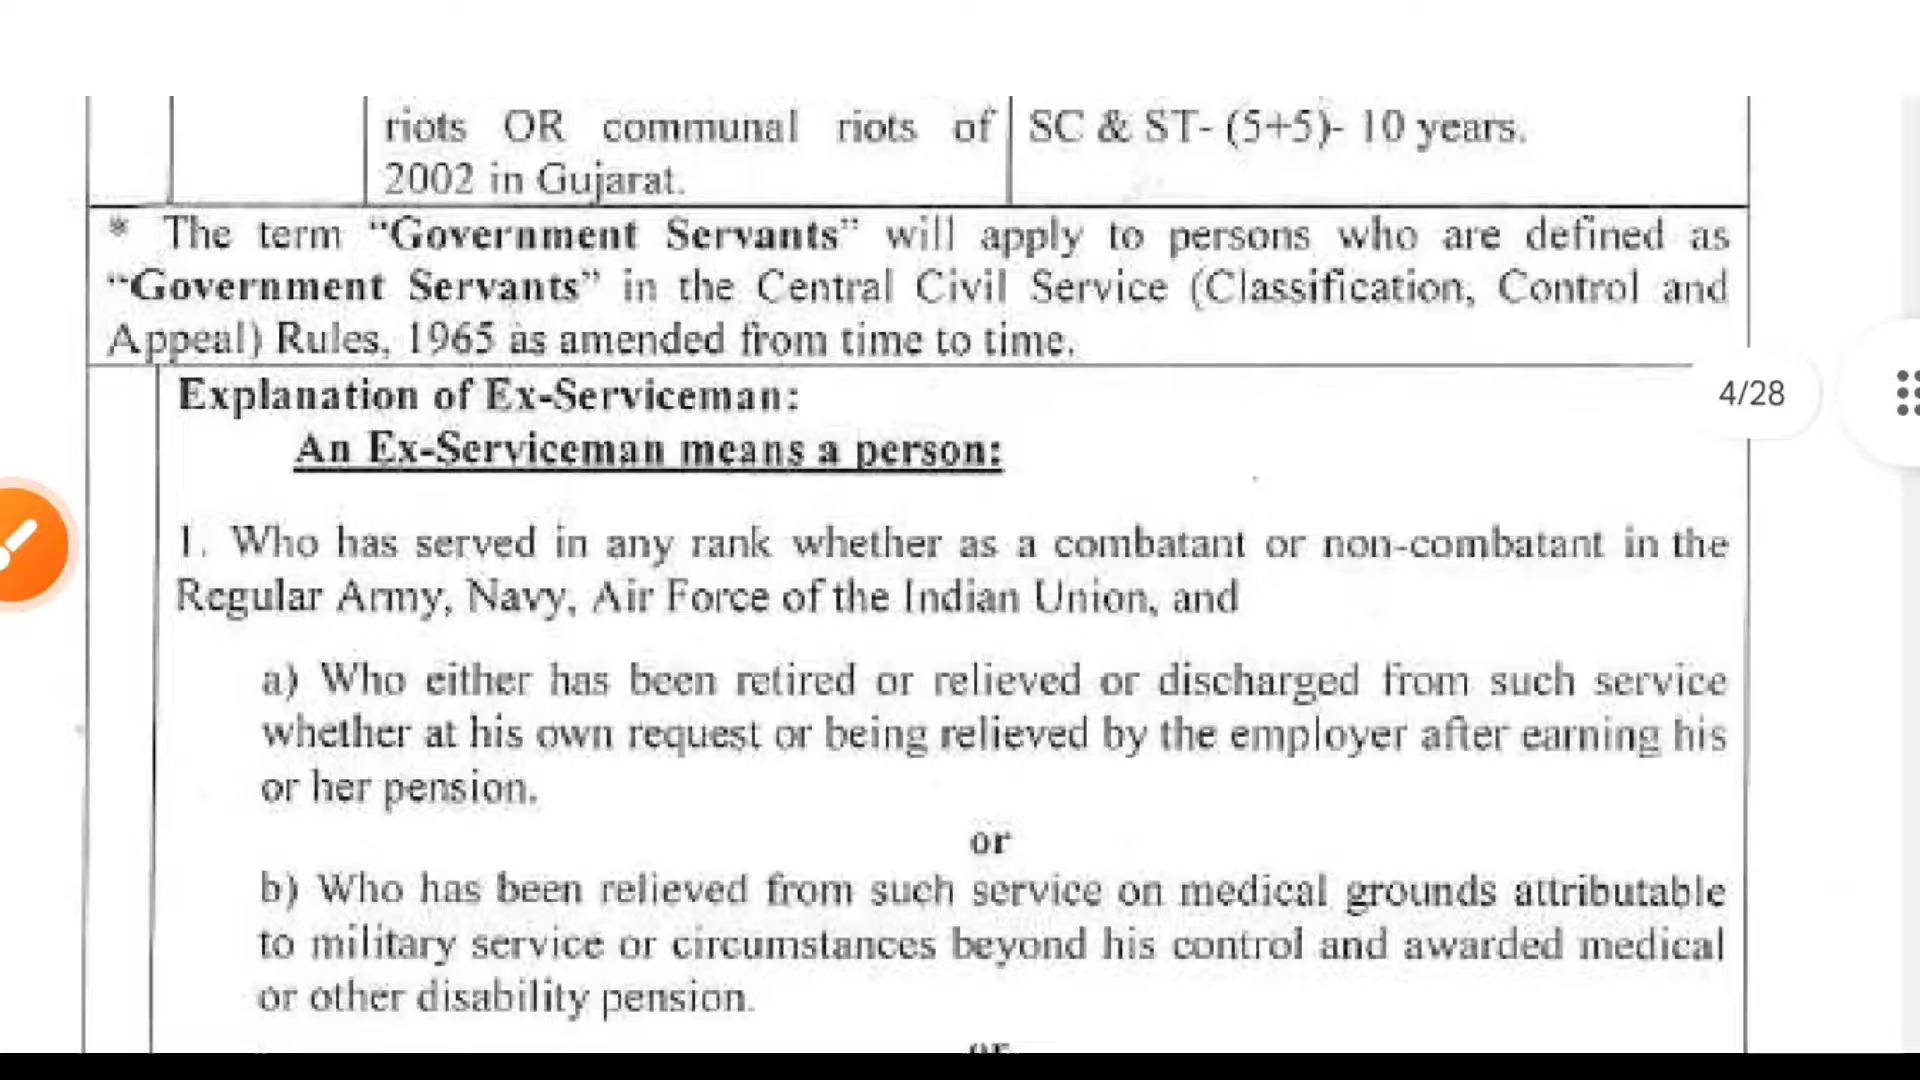 riots OR communal riots of
2002 in Gujarat.
SC & ST- (5+5)- 10 years.
* The term “Government Servants” will apply to persons who are defined as
“Government Servants” in the Central Civil Service (Classification, Control and
Appeal) Rules, 1965 as amended from time to time.
Explanation of Ex-Serviceman:
4/28
An Ex-Serviceman means a person:
1. Who has served in any rank whether as a combatant or non-combatant in the
Regular Army, Navy, Air Force of the Indian Union, and
a) Who either has been retired or relieved or discharged from such service
whether at his own request or being relieved by the employer after earning his
or her pension.
or
b) Who has been relieved from such service on medical grounds attributable
to military service or circumstances beyond his control and awarded medical
or other disability pension.
or